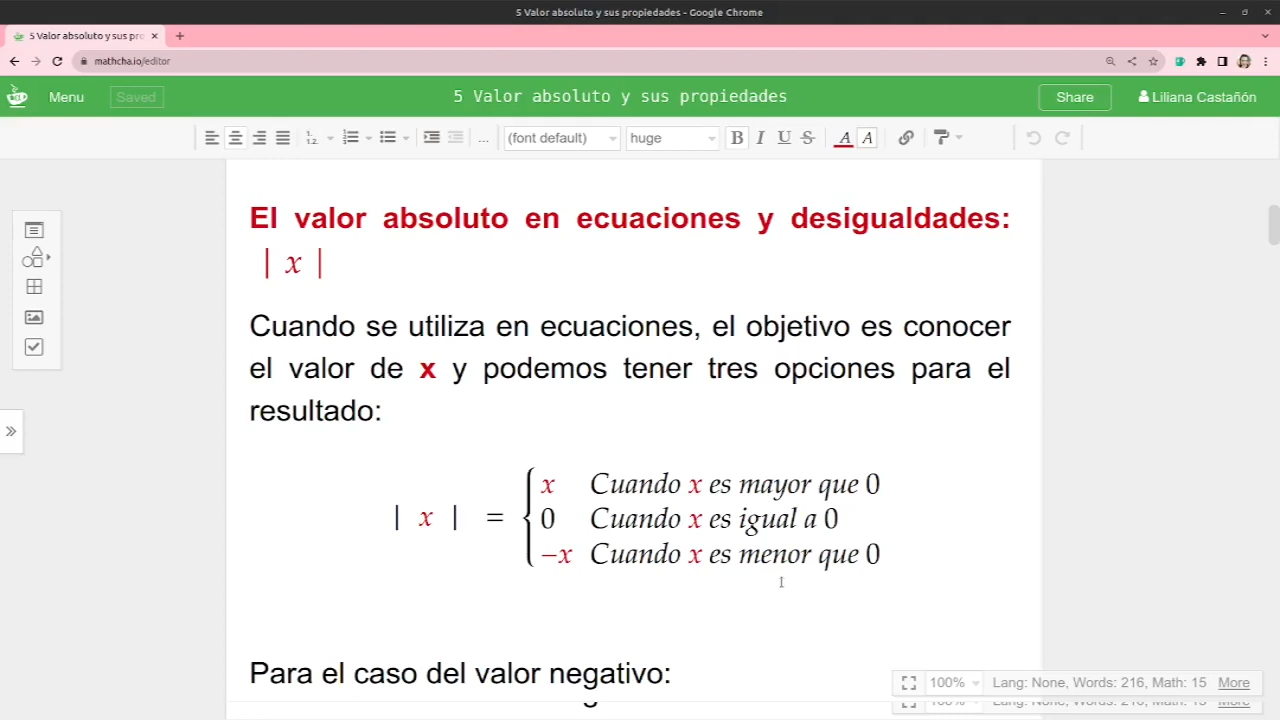 5 Valor absoluto y sus propiedades - Google Chrome
5 Valor absoluto y sus pro
mathcha.io/editor
Menu Saved 5 Valor absoluto y sus propiedades Share Liliana Castañón
(font default) huge B I U S A A
El valor absoluto en ecuaciones y desigualdades:
| x |
Cuando se utiliza en ecuaciones, el objetivo es conocer
el valor de x y podemos tener tres opciones para el
resultado:
x Cuando x es mayor que 0
| x | = { 0 Cuando x es igual a 0
−x Cuando x es menor que 0
Para el caso del valor negativo:
100% Lang: None, Words: 216, Math: 15 More